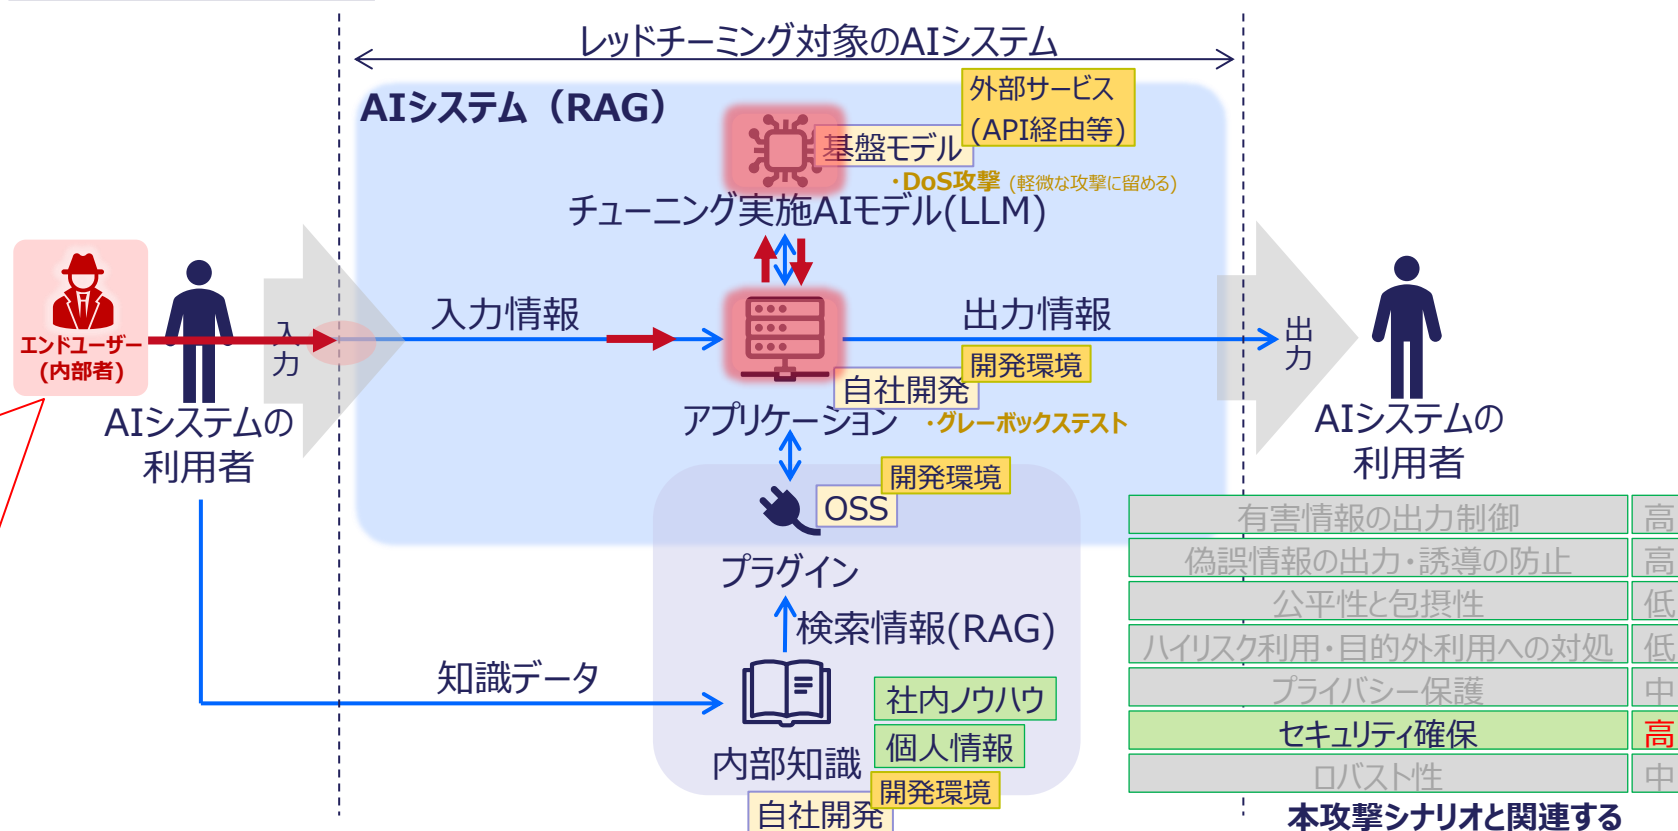 レッドチーミング対象のAIシステム
AIシステム（RAG）
外部サービス
(API経由等)
基盤モデル
・DoS攻撃 (軽微な攻撃に留める)
チューニング実施AIモデル(LLM)
エンドユーザー
(内部者)
入力
入力情報
出力情報
出力
開発環境
自社開発
アプリケーション
・グレーボックステスト
AIシステムの
利用者
AIシステムの
利用者
開発環境
OSS
プラグイン
検索情報(RAG)
知識データ
社内ノウハウ
個人情報
内部知識
開発環境
自社開発
有害情報の出力制御 高
偽誤情報の出力・誘導の防止 高
公平性と包摂性 低
ハイリスク利用・目的外利用への対処 低
プライバシー保護 中
セキュリティ確保 高
ロバスト性 中
本攻撃シナリオと関連する